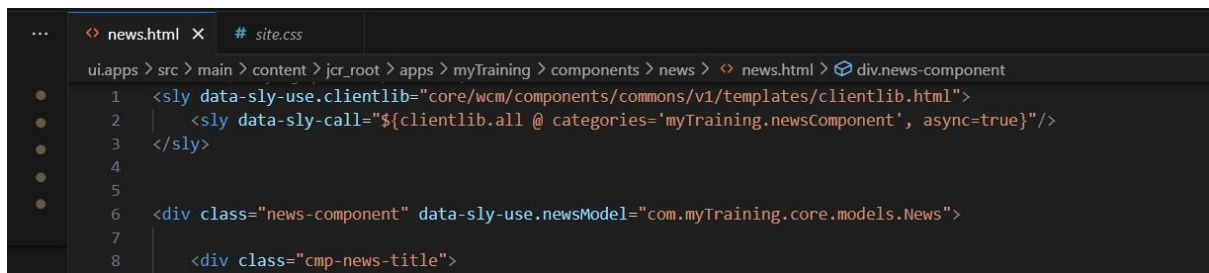 ... news.html X # site.css
ui.apps > src > main > content > jcr_root > apps > myTraining > components > news > <> news.html > div.news-component
1 <sly data-sly-use.clientlib="core/wcm/components/commons/v1/templates/clientlib.html">
2 <sly data-sly-call="${clientlib.all @ categories='myTraining.newsComponent', async=true}"/>
3 </sly>
4
5
6 <div class="news-component" data-sly-use.newsModel="com.myTraining.core.models.News">
7
8 <div class="cmp-news-title">